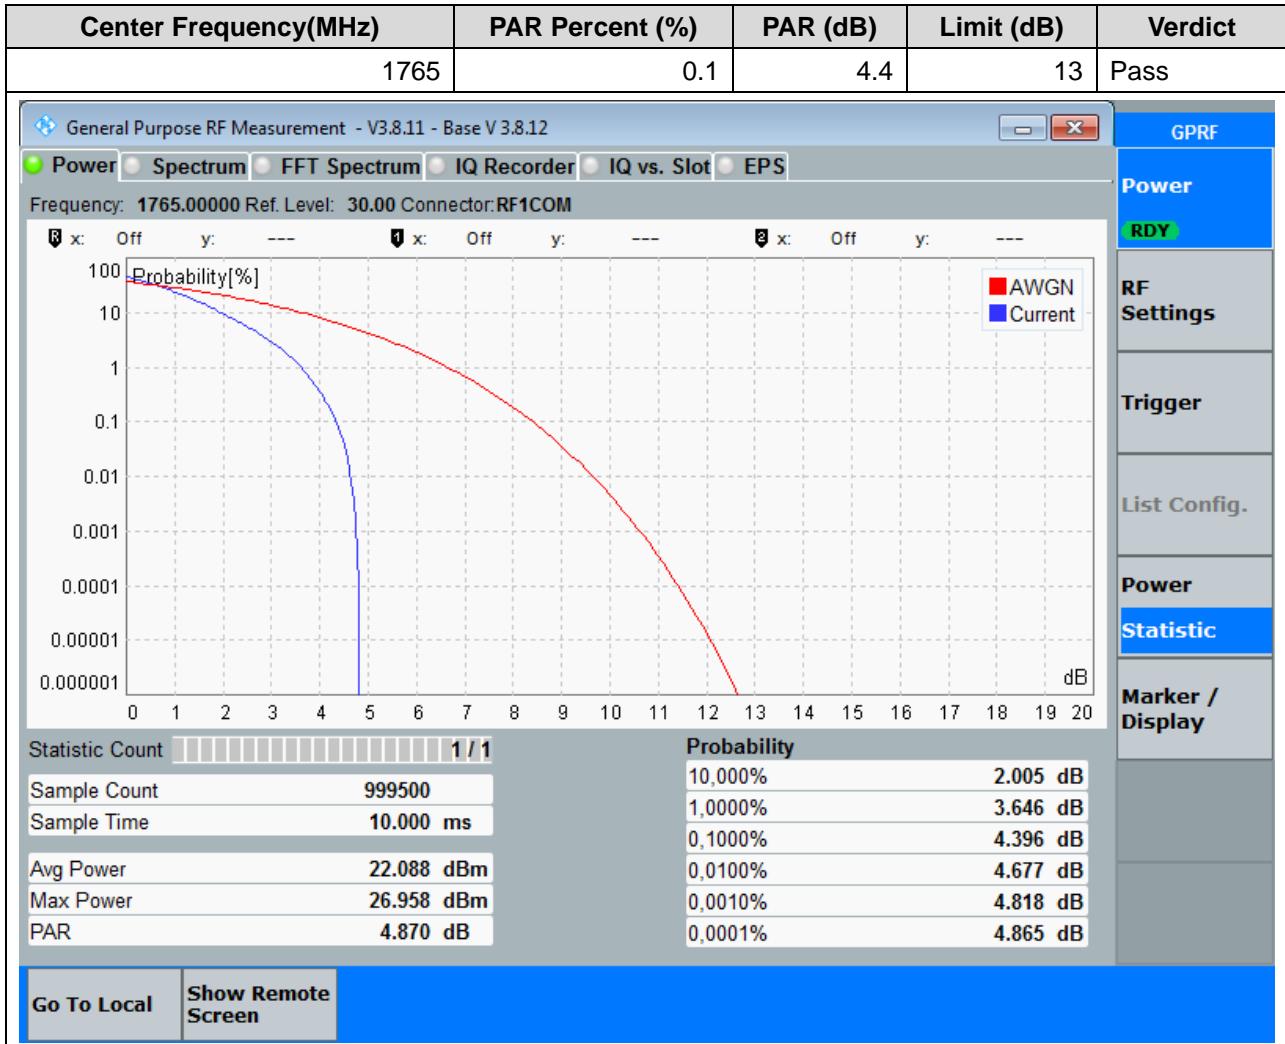 Center Frequency(MHz) PAR Percent (%) PAR (dB) Limit (dB) Verdict
1765 0.1 4.4 13 Pass
General Purpose RF Measurement - V3.8.11 - Base V 3.8.12
GPRF
Power Spectrum FFT Spectrum IQ Recorder IQ vs. Slot EPS
Frequency: 1765.00000 Ref. Level: 30.00 Connector:RF1COM
R x: Off y: --- 1 x: Off y: --- 2 x: Off y: ---
Probability[%]
AWGN
Current
100
10
1
0.1
0.01
0.001
0.0001
0.00001
0.000001
dB
0 1 2 3 4 5 6 7 8 9 10 11 12 13 14 15 16 17 18 19 20
Statistic Count 1 / 1
Sample Count 999500
Sample Time 10.000 ms
Avg Power 22.088 dBm
Max Power 26.958 dBm
PAR 4.870 dB
Probability
10,000% 2.005 dB
1,0000% 3.646 dB
0,1000% 4.396 dB
0,0100% 4.677 dB
0,0010% 4.818 dB
0,0001% 4.865 dB
Power
RDY
RF
Settings
Trigger
List Config.
Power
Statistic
Marker /
Display
Go To Local
Show Remote
Screen